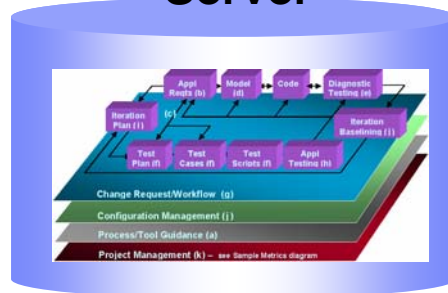 Server
Appl Model Code Diagnostic
Reqts (b) (d) Testing (e)
Iteration (c) Iteration
Plan (i) Baselining (j)
Test Test Test Appl
Plan (f) Cases (f) Scripts (f) Testing (h)
Change Request/Workflow (g)
Configuration Management (j)
Process/Tool Guidance (a)
Project Management (k) – see Sample Metrics diagram